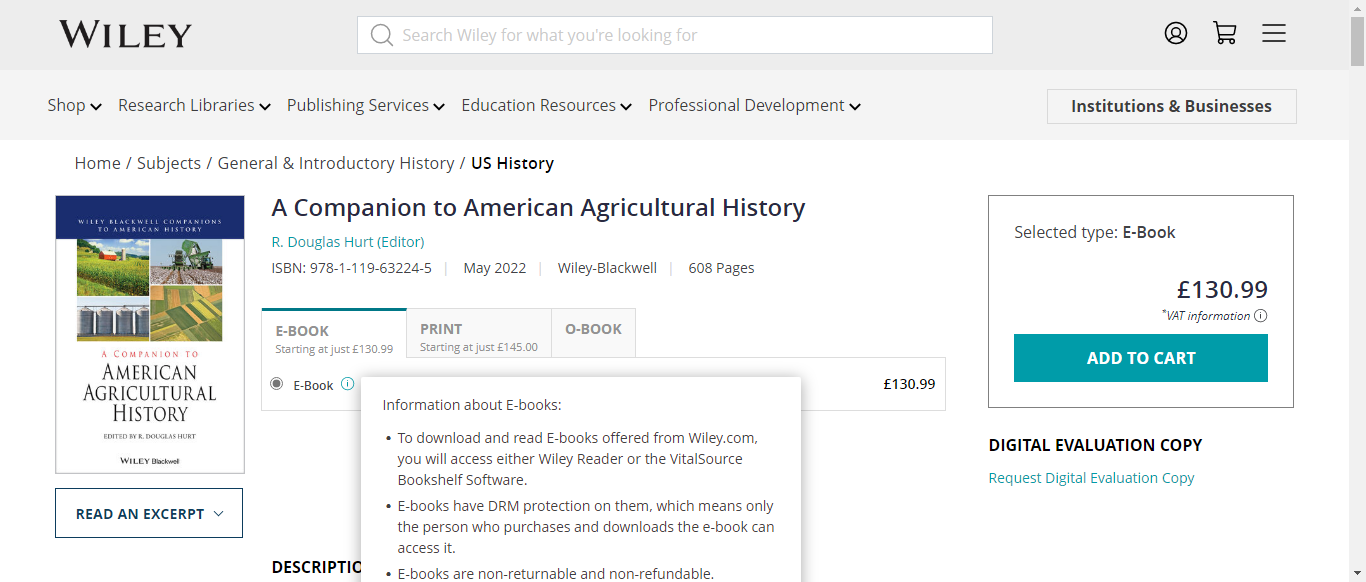 WILEY
Search Wiley for what you're looking for
Shop Research Libraries Publishing Services Education Resources Professional Development
Institutions & Businesses
Home / Subjects / General & Introductory History / US History
WILEY BLACKWELL COMPANIONS
TO AMERICAN HISTORY
A COMPANION TO
AMERICAN
AGRICULTURAL
HISTORY
EDITED BY R. DOUGLAS HURT
WILEY Blackwell
READ AN EXCERPT
A Companion to American Agricultural History
R. Douglas Hurt (Editor)
ISBN: 978-1-119-63224-5 | May 2022 | Wiley-Blackwell | 608 Pages
E-BOOK
Starting at just £130.99
PRINT
Starting at just £145.00
O-BOOK
E-Book £130.99
Information about E-books:
• To download and read E-books offered from Wiley.com,
you will access either Wiley Reader or the VitalSource
Bookshelf Software.
• E-books have DRM protection on them, which means only
the person who purchases and downloads the e-book can
access it.
• E-books are non-returnable and non-refundable.
DESCRIPTIO
Selected type: E-Book
£130.99
*VAT information
ADD TO CART
DIGITAL EVALUATION COPY
Request Digital Evaluation Copy